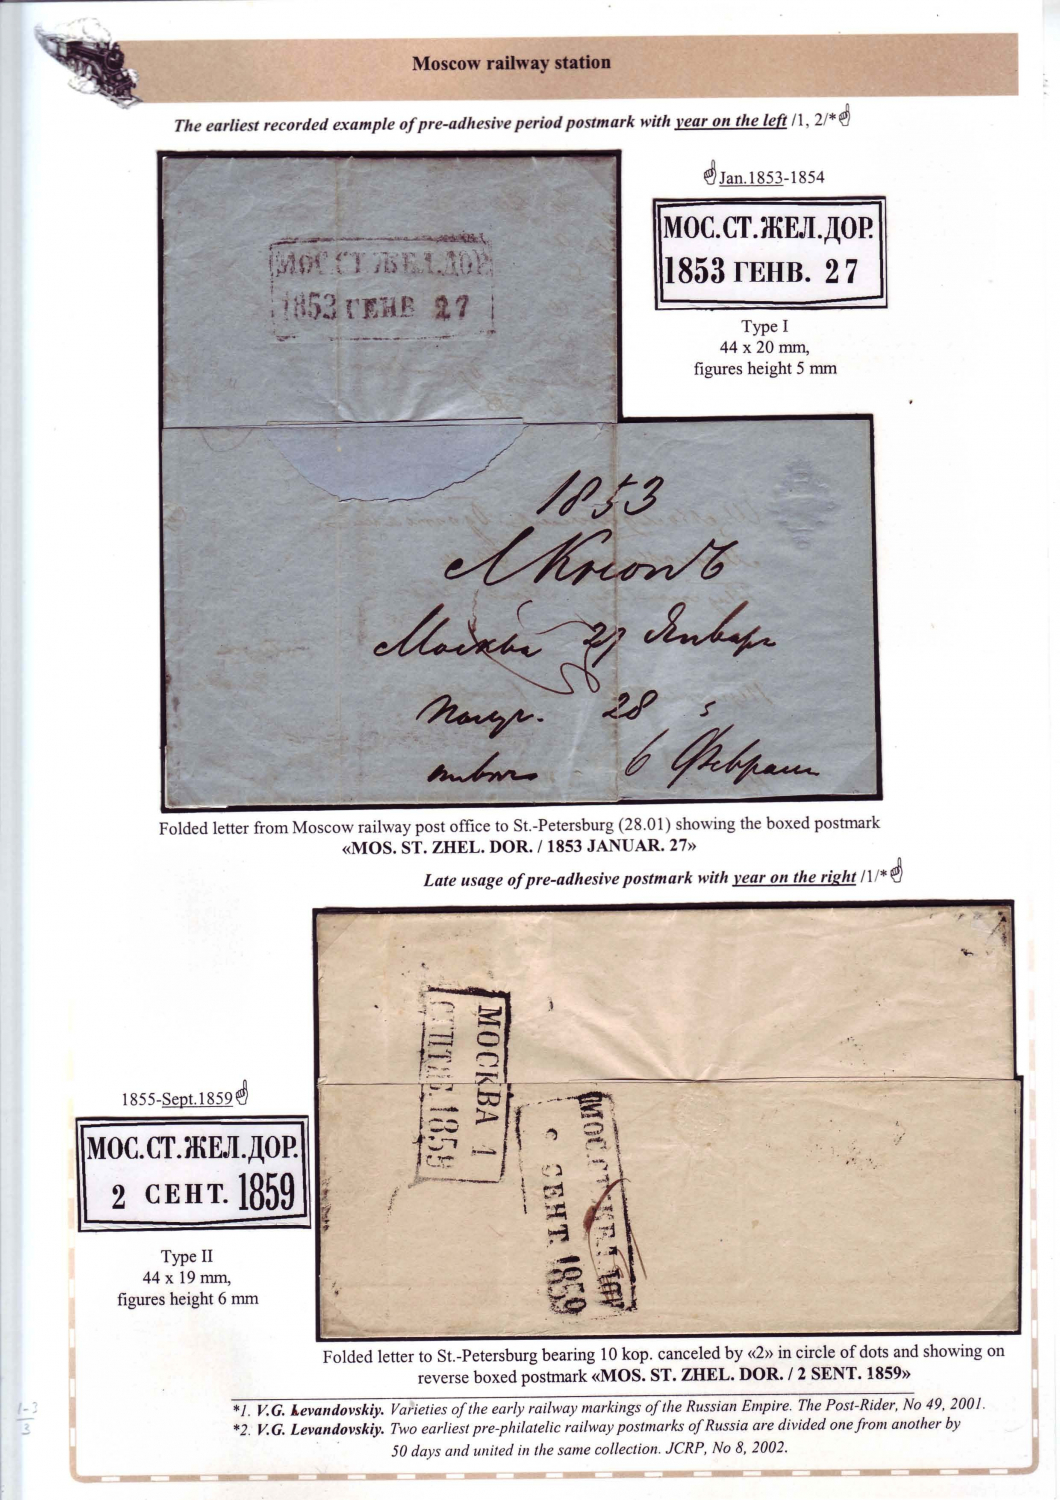 Moscow railway station
The earliest recorded example of pre-adhesive period postmark with year on the left /1, 2/*
Jan.1853-1854
МОС.СТ.ЖЕЛ.ДОР.
1853 ГЕНВ. 27
Type I
44 x 20 mm,
figures height 5 mm
МОС СТ ЖЕЛ.ДОР.
1853 ГЕНВ 27
1853
Москва 27 Января
получ. 28
6 Февраля
Folded letter from Moscow railway post office to St.-Petersburg (28.01) showing the boxed postmark
«MOS. ST. ZHEL. DOR. / 1853 JANUAR. 27»
Late usage of pre-adhesive postmark with year on the right /1/*
МОСКВА 1
1859
МОС.СТ ЖЕЛ
СЕНТ. 1859
1855-Sept.1859
МОС.СТ.ЖЕЛ.ДОР.
2 СЕНТ. 1859
Type II
44 x 19 mm,
figures height 6 mm
Folded letter to St.-Petersburg bearing 10 kop. canceled by «2» in circle of dots and showing on
reverse boxed postmark «MOS. ST. ZHEL. DOR. / 2 SENT. 1859»
*1. V.G. Levandovskiy. Varieties of the early railway markings of the Russian Empire. The Post-Rider, No 49, 2001.
*2. V.G. Levandovskiy. Two earliest pre-philatelic railway postmarks of Russia are divided one from another by
50 days and united in the same collection. JCRP, No 8, 2002.
1-3
3